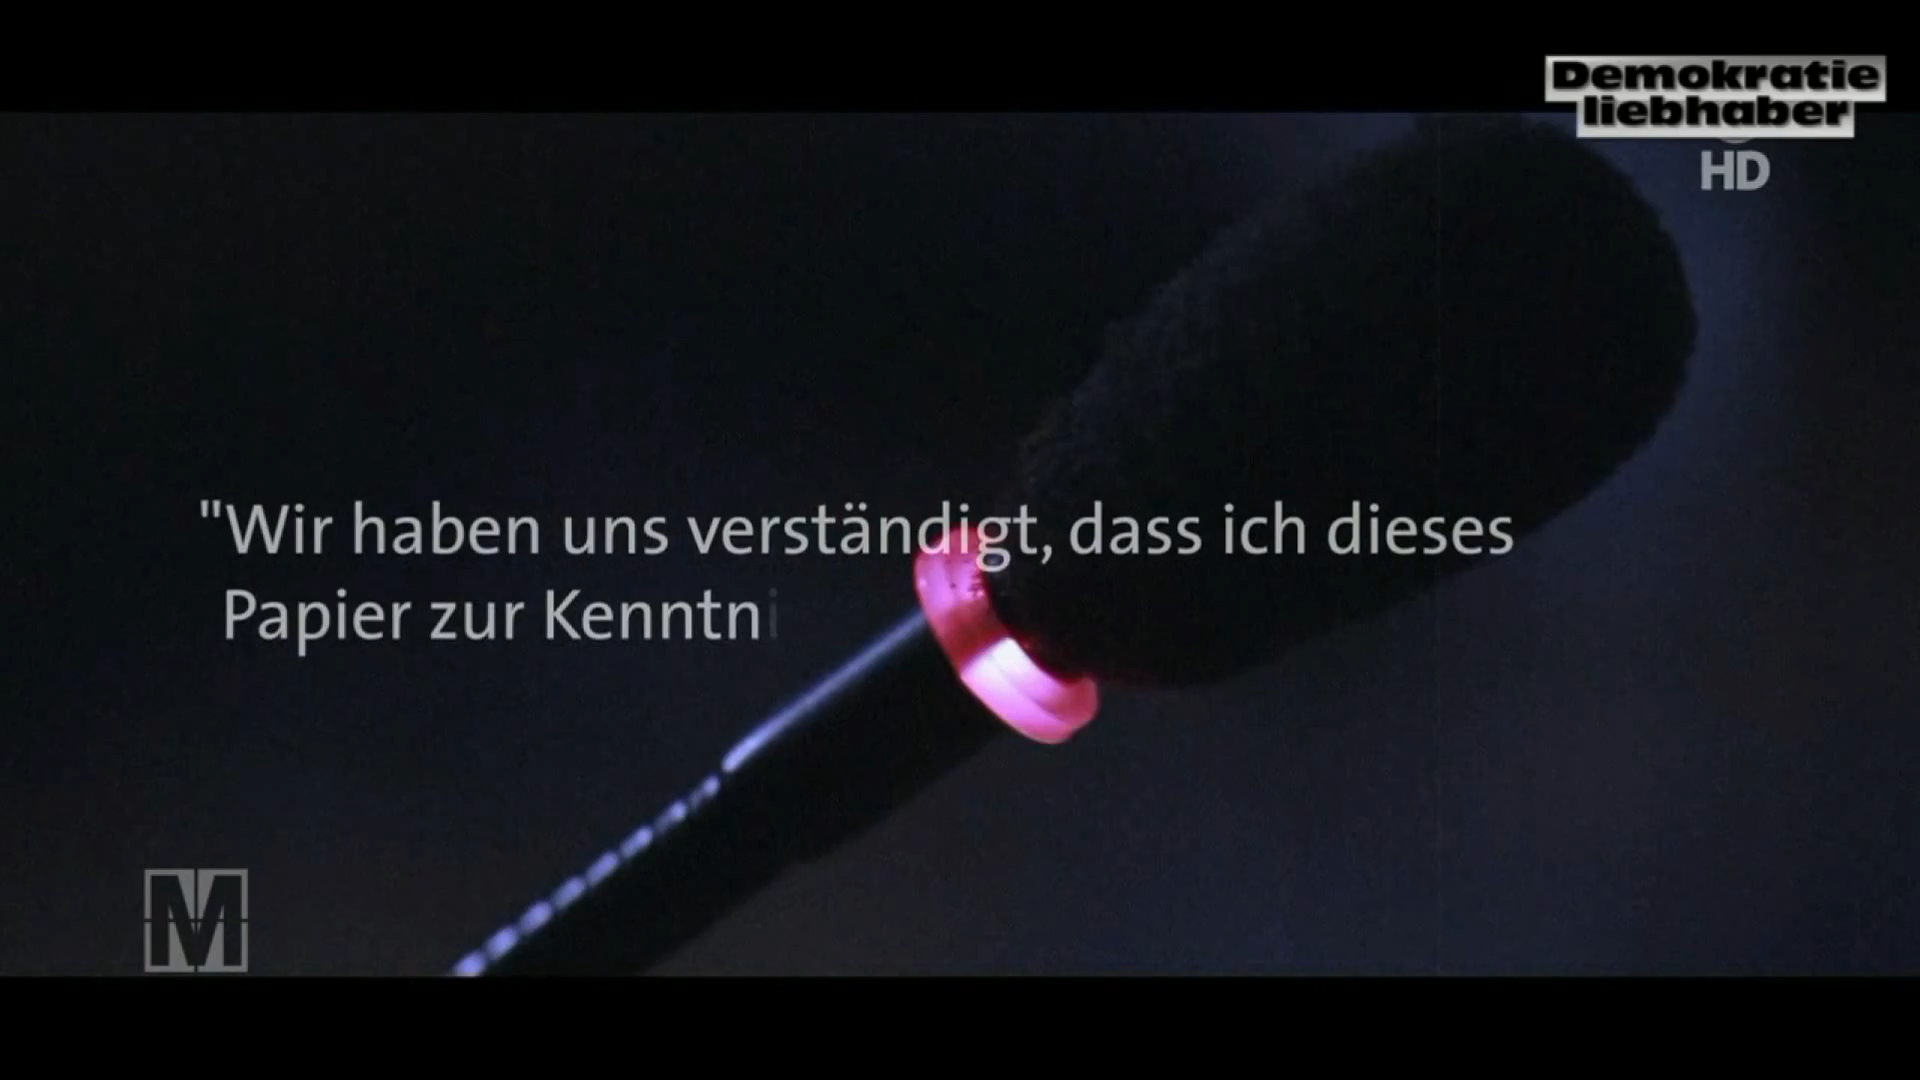 Demokratie
liebhaber
HD
"Wir haben uns verständigt, dass ich dieses
Papier zur Kenntni
M